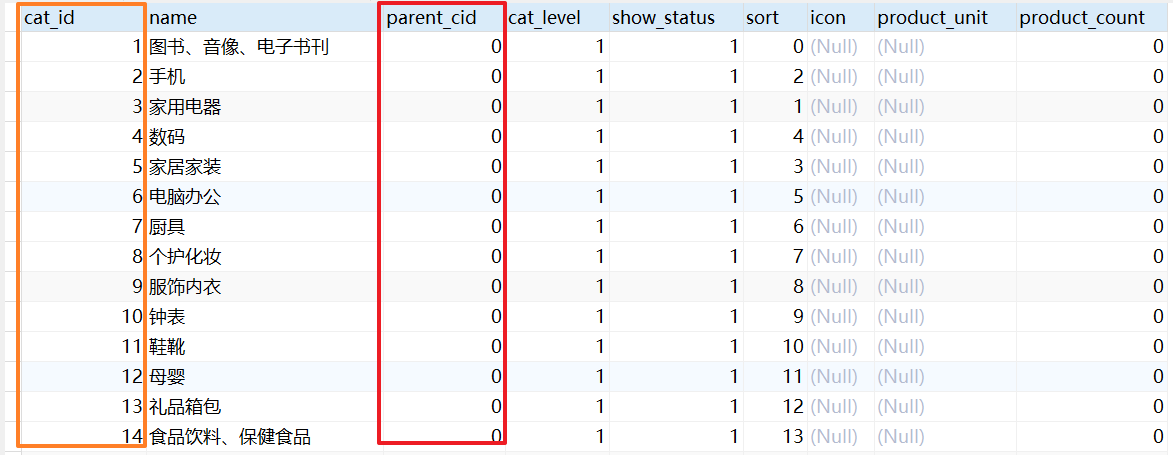 cat_id name parent_cid cat_level show_status sort icon product_unit product_count
1 图书、音像、电子书刊 0 1 1 0 (Null) (Null) 0
2 手机 0 1 1 2 (Null) (Null) 0
3 家用电器 0 1 1 1 (Null) (Null) 0
4 数码 0 1 1 4 (Null) (Null) 0
5 家居家装 0 1 1 3 (Null) (Null) 0
6 电脑办公 0 1 1 5 (Null) (Null) 0
7 厨具 0 1 1 6 (Null) (Null) 0
8 个护化妆 0 1 1 7 (Null) (Null) 0
9 服饰内衣 0 1 1 8 (Null) (Null) 0
10 钟表 0 1 1 9 (Null) (Null) 0
11 鞋靴 0 1 1 10 (Null) (Null) 0
12 母婴 0 1 1 11 (Null) (Null) 0
13 礼品箱包 0 1 1 12 (Null) (Null) 0
14 食品饮料、保健食品 0 1 1 13 (Null) (Null) 0